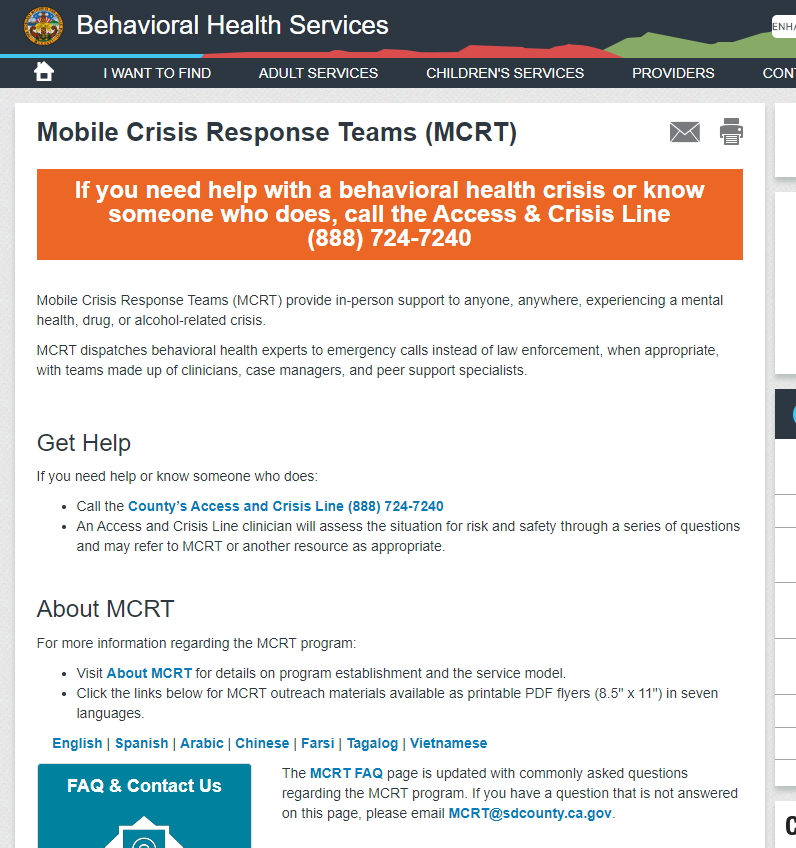 Behavioral Health Services
ENHA
I WANT TO FIND ADULT SERVICES CHILDREN'S SERVICES PROVIDERS CONT
Mobile Crisis Response Teams (MCRT)
If you need help with a behavioral health crisis or know
someone who does, call the Access & Crisis Line
(888) 724-7240
Mobile Crisis Response Teams (MCRT) provide in-person support to anyone, anywhere, experiencing a mental
health, drug, or alcohol-related crisis.
MCRT dispatches behavioral health experts to emergency calls instead of law enforcement, when appropriate,
with teams made up of clinicians, case managers, and peer support specialists.
Get Help
If you need help or know someone who does:
• Call the County’s Access and Crisis Line (888) 724-7240
• An Access and Crisis Line clinician will assess the situation for risk and safety through a series of questions
and may refer to MCRT or another resource as appropriate.
About MCRT
For more information regarding the MCRT program:
• Visit About MCRT for details on program establishment and the service model.
• Click the links below for MCRT outreach materials available as printable PDF flyers (8.5" x 11") in seven
languages.
English | Spanish | Arabic | Chinese | Farsi | Tagalog | Vietnamese
FAQ & Contact Us
The MCRT FAQ page is updated with commonly asked questions
regarding the MCRT program. If you have a question that is not answered
on this page, please email MCRT@sdcounty.ca.gov.